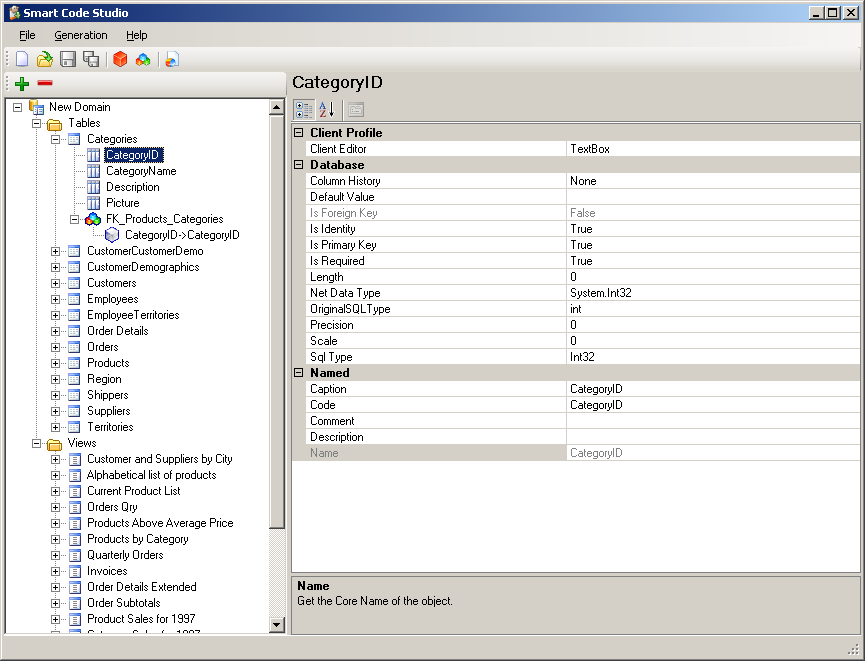 Smart Code Studio
File Generation Help
New Domain
Tables
Categories
CategoryID
CategoryName
Description
Picture
FK_Products_Categories
CategoryID->CategoryID
CustomerCustomerDemo
CustomerDemographics
Customers
Employees
EmployeeTerritories
Order Details
Orders
Products
Region
Shippers
Suppliers
Territories
Views
Customer and Suppliers by City
Alphabetical list of products
Current Product List
Orders Qry
Products Above Average Price
Products by Category
Quarterly Orders
Invoices
Order Details Extended
Order Subtotals
Product Sales for 1997
CategoryID
Client Profile
Client Editor TextBox
Database
Column History None
Default Value
Is Foreign Key False
Is Identity True
Is Primary Key True
Is Required True
Length 0
Net Data Type System.Int32
OriginalSQLType int
Precision 0
Scale 0
Sql Type Int32
Named
Caption CategoryID
Code CategoryID
Comment
Description
Name CategoryID
Name
Get the Core Name of the object.